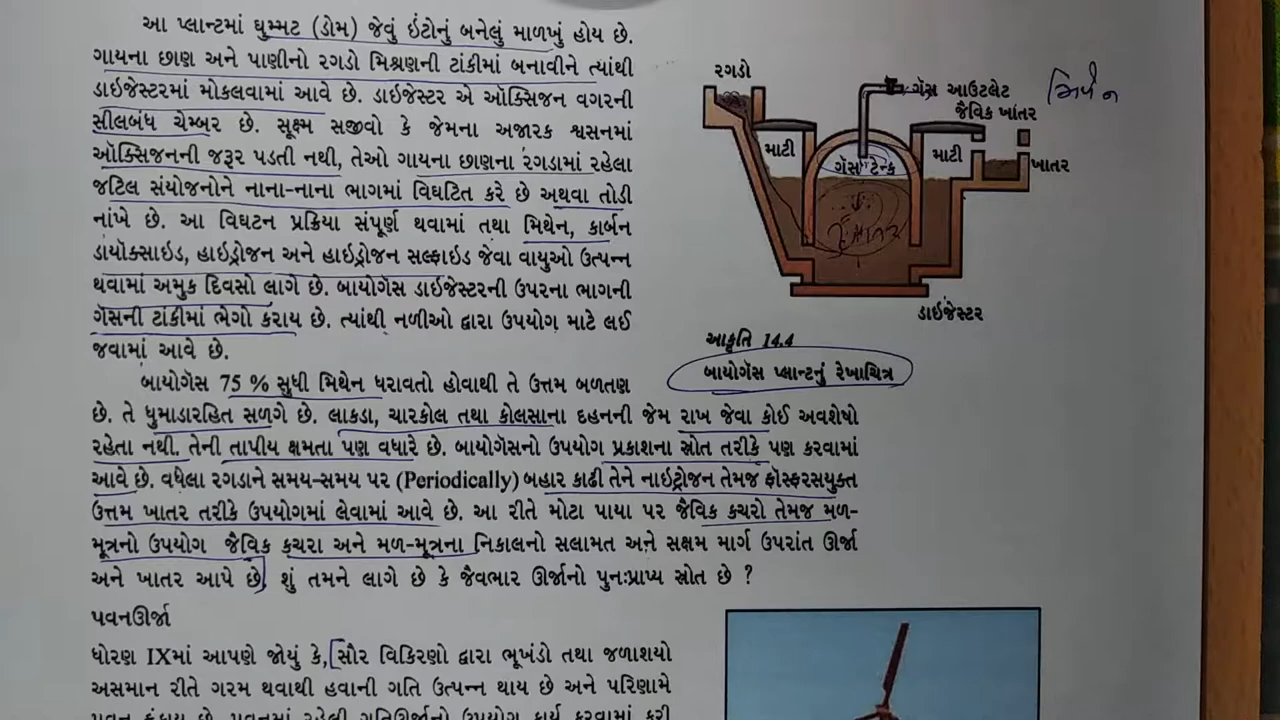 આ પ્લાન્ટમાં ઘુમ્મટ (ડોમ) જેવું ઇંટોનું બનેલું માળખું હોય છે.
ગાયના છાણ અને પાણીનો રગડો મિશ્રણની ટાંકીમાં બનાવીને ત્યાંથી
ડાઇજેસ્ટરમાં મોકલવામાં આવે છે. ડાઇજેસ્ટર એ ઑક્સિજન વગરની
સીલબંધ ચેમ્બર છે. સૂક્ષ્મ સજીવો કે જેમના અજારક શ્વસનમાં
ઑક્સિજનની જરૂર પડતી નથી, તેઓ ગાયના છાણના રગડામાં રહેલા
જટિલ સંયોજનોને નાના-નાના ભાગમાં વિઘટિત કરે છે અથવા તોડી
નાંખે છે. આ વિઘટન પ્રક્રિયા સંપૂર્ણ થવામાં તથા મિથેન, કાર્બન
ડાયૉક્સાઇડ, હાઇડ્રોજન અને હાઇડ્રોજન સલ્ફાઇડ જેવા વાયુઓ ઉત્પન્ન
થવામાં અમુક દિવસો લાગે છે. બાયોગૅસ ડાઇજેસ્ટરની ઉપરના ભાગની
ગૅસની ટાંકીમાં ભેગો કરાય છે. ત્યાંથી નળીઓ દ્વારા ઉપયોગ માટે લઈ
જવામાં આવે છે.
રગડો
ગૅસ આઉટલેટ
જૈવિક ખાતર
માટી
ગૅસ ટેન્ક
માટી
ખાતર
ડાઇજેસ્ટર
આકૃતિ 14.4
બાયોગૅસ પ્લાન્ટનું રેખાચિત્ર
બાયોગૅસ 75 % સુધી મિથેન ધરાવતો હોવાથી તે ઉત્તમ બળતણ
છે. તે ધુમાડારહિત સળગે છે. લાકડા, ચારકોલ તથા કોલસાના દહનની જેમ રાખ જેવા કોઈ અવશેષો
રહેતા નથી. તેની તાપીય ક્ષમતા પણ વધારે છે. બાયોગૅસનો ઉપયોગ પ્રકાશના સ્રોત તરીકે પણ કરવામાં
આવે છે. વધેલા રગડાને સમય-સમય પર (Periodically) બહાર કાઢી તેને નાઇટ્રોજન તેમજ ફૉસ્ફરસયુક્ત
ઉત્તમ ખાતર તરીકે ઉપયોગમાં લેવામાં આવે છે. આ રીતે મોટા પાયા પર જૈવિક કચરો તેમજ મળ-
મૂત્રનો ઉપયોગ જૈવિક કચરા અને મળ-મૂત્રના નિકાલનો સલામત અને સક્ષમ માર્ગ ઉપરાંત ઊર્જા
અને ખાતર આપે છે. શું તમને લાગે છે કે જૈવભાર ઊર્જાનો પુનઃપ્રાપ્ય સ્રોત છે ?
પવનઊર્જા
ધોરણ IXમાં આપણે જોયું કે, સૌર વિકિરણો દ્વારા ભૂખંડો તથા જળાશયો
અસમાન રીતે ગરમ થવાથી હવાની ગતિ ઉત્પન્ન થાય છે અને પરિણામે